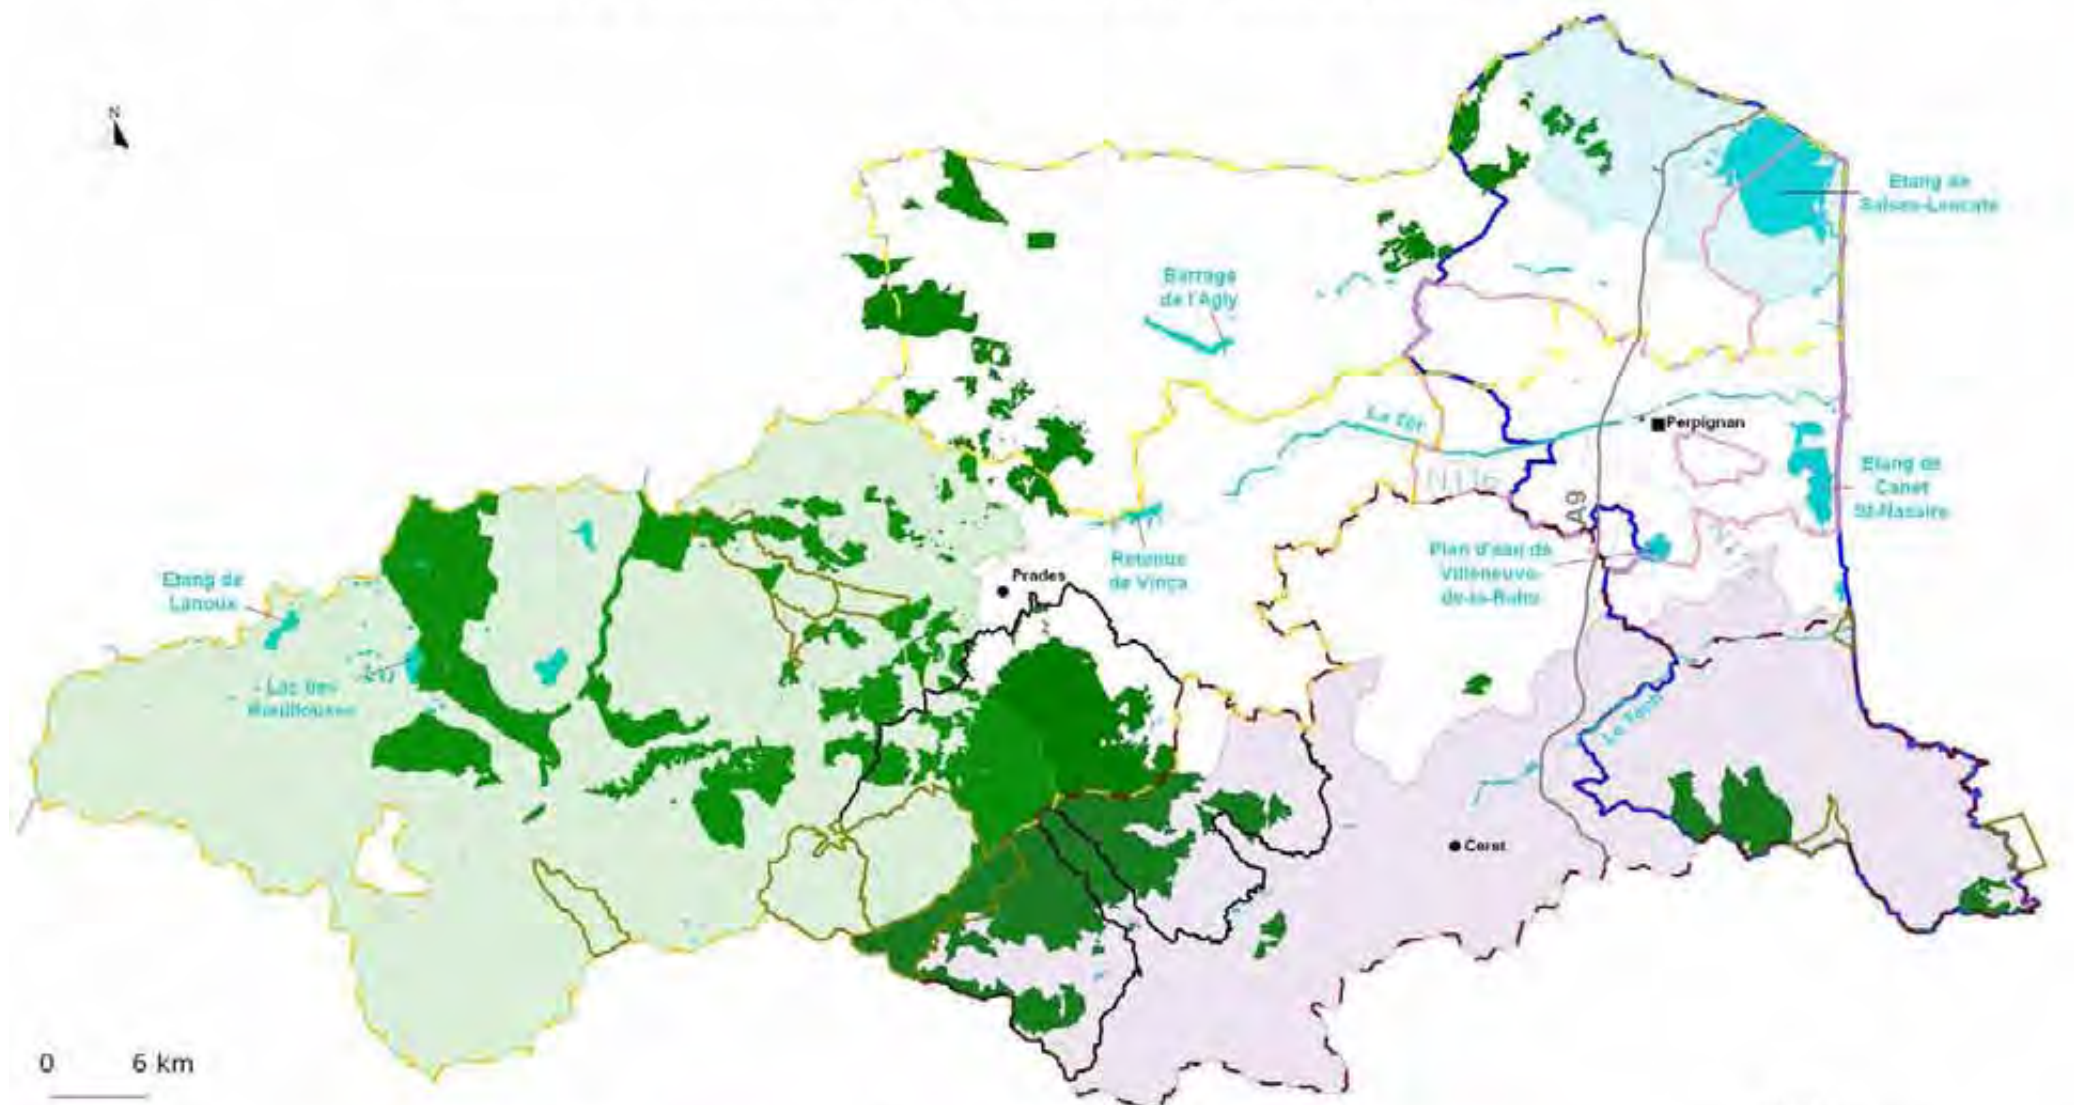 N
Etang de
Salses-Leucate
Barrage
de l'Agly
La Têt
Perpignan
N116
A9
Etang de
Canet
St-Nazaire
Plan d'eau de
Villeneuve-
de-la-Raho
Retenue
de Vinça
Prades
Etang de
Lanoux
Lac des
Bouillouses
Le Tech
Ceret
0 6 km